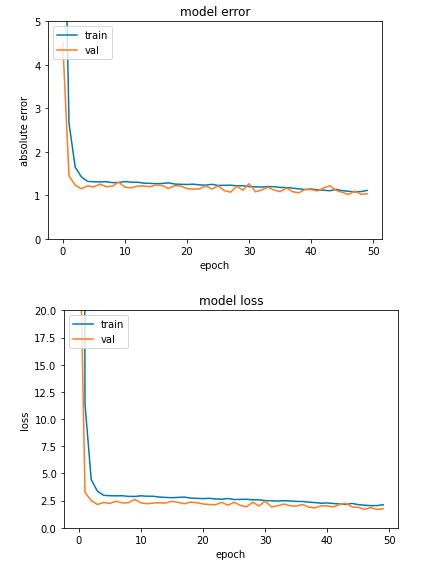 model error
train
val
absolute error
5
4
3
2
1
0
0 10 20 30 40 50
epoch
model loss
train
val
loss
20.0
17.5
15.0
12.5
10.0
7.5
5.0
2.5
0.0
0 10 20 30 40 50
epoch